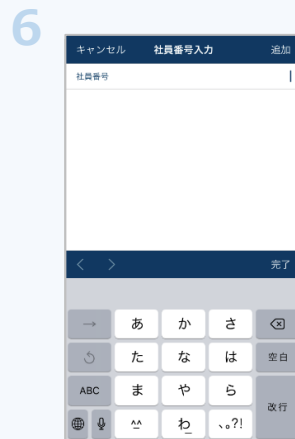 6
キャンセル 社員番号入力 追加
社員番号
完了
→ あ か さ
た な は 空白
ABC ま や ら
改行
^^ わ_ 、。?!